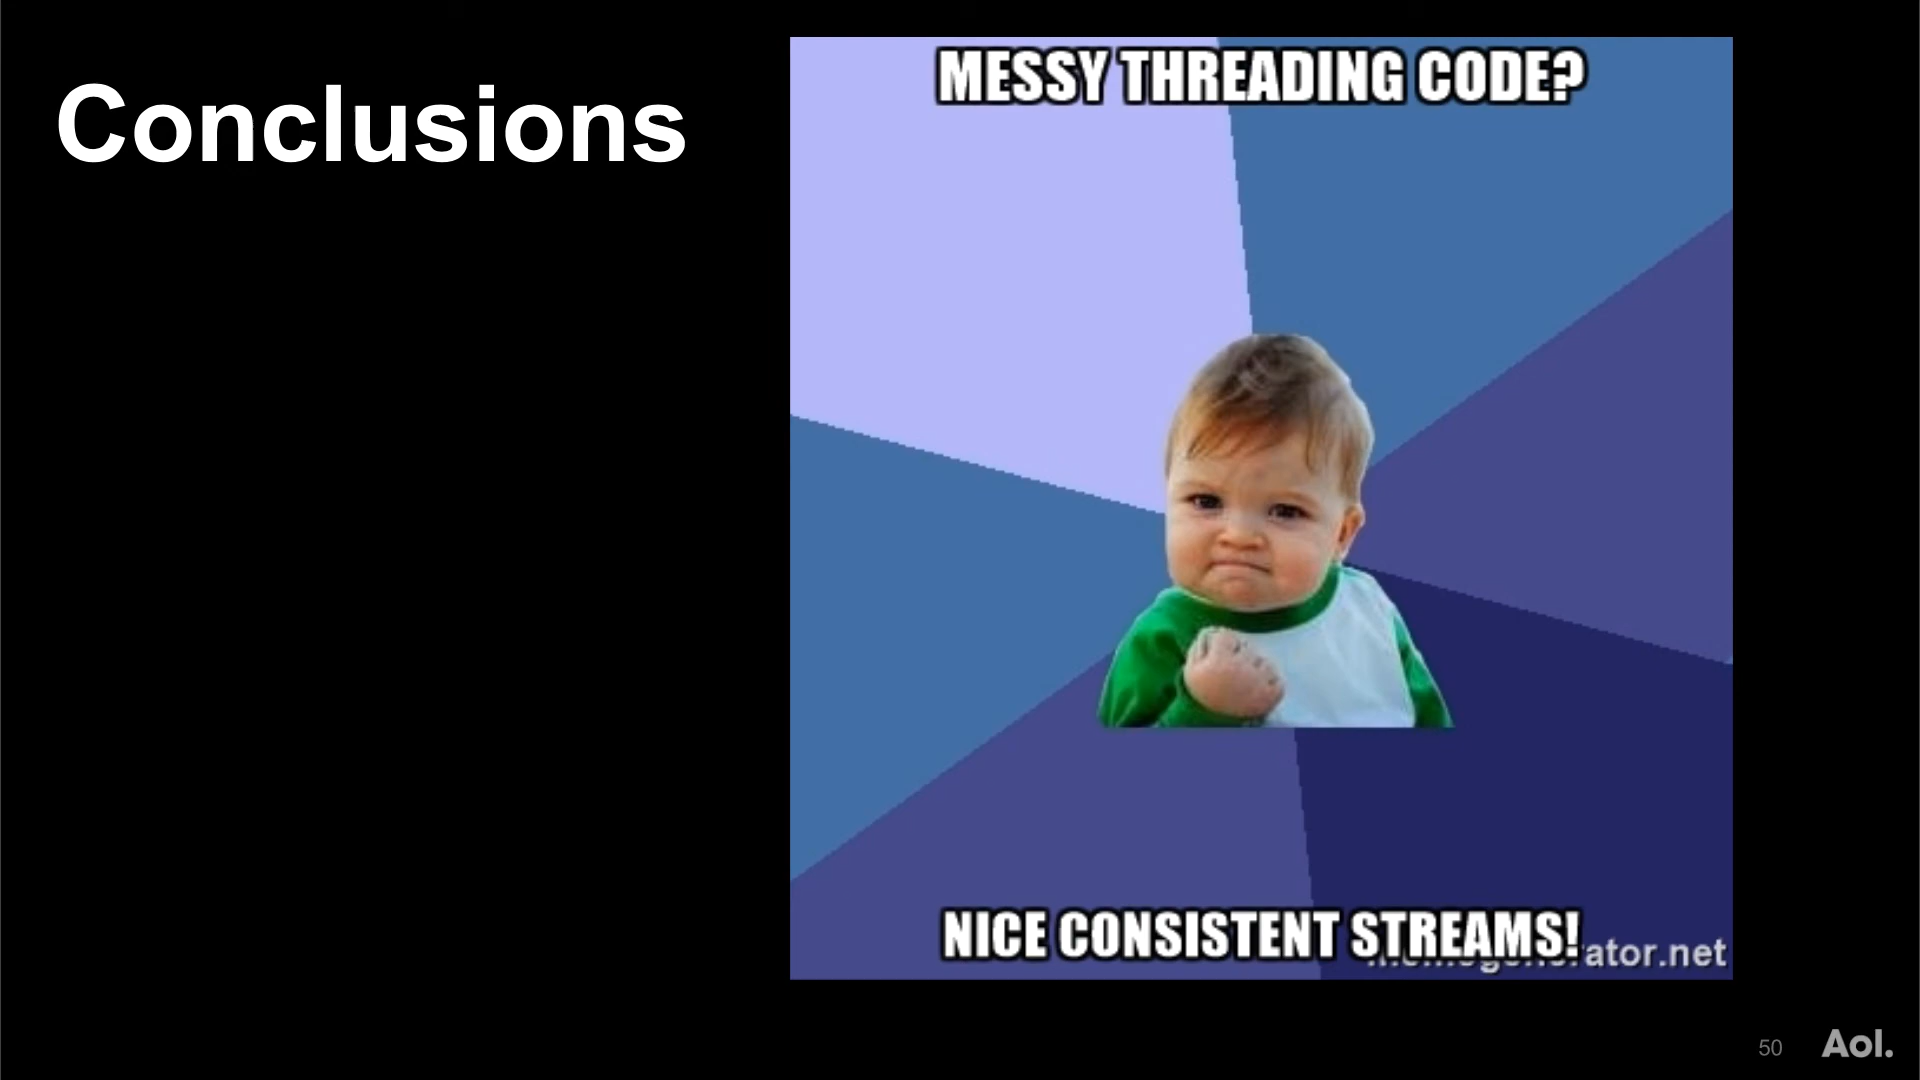 Conclusions
MESSY THREADING CODE?
NICE CONSISTENT STREAMS!
ator.net
50
Aol.